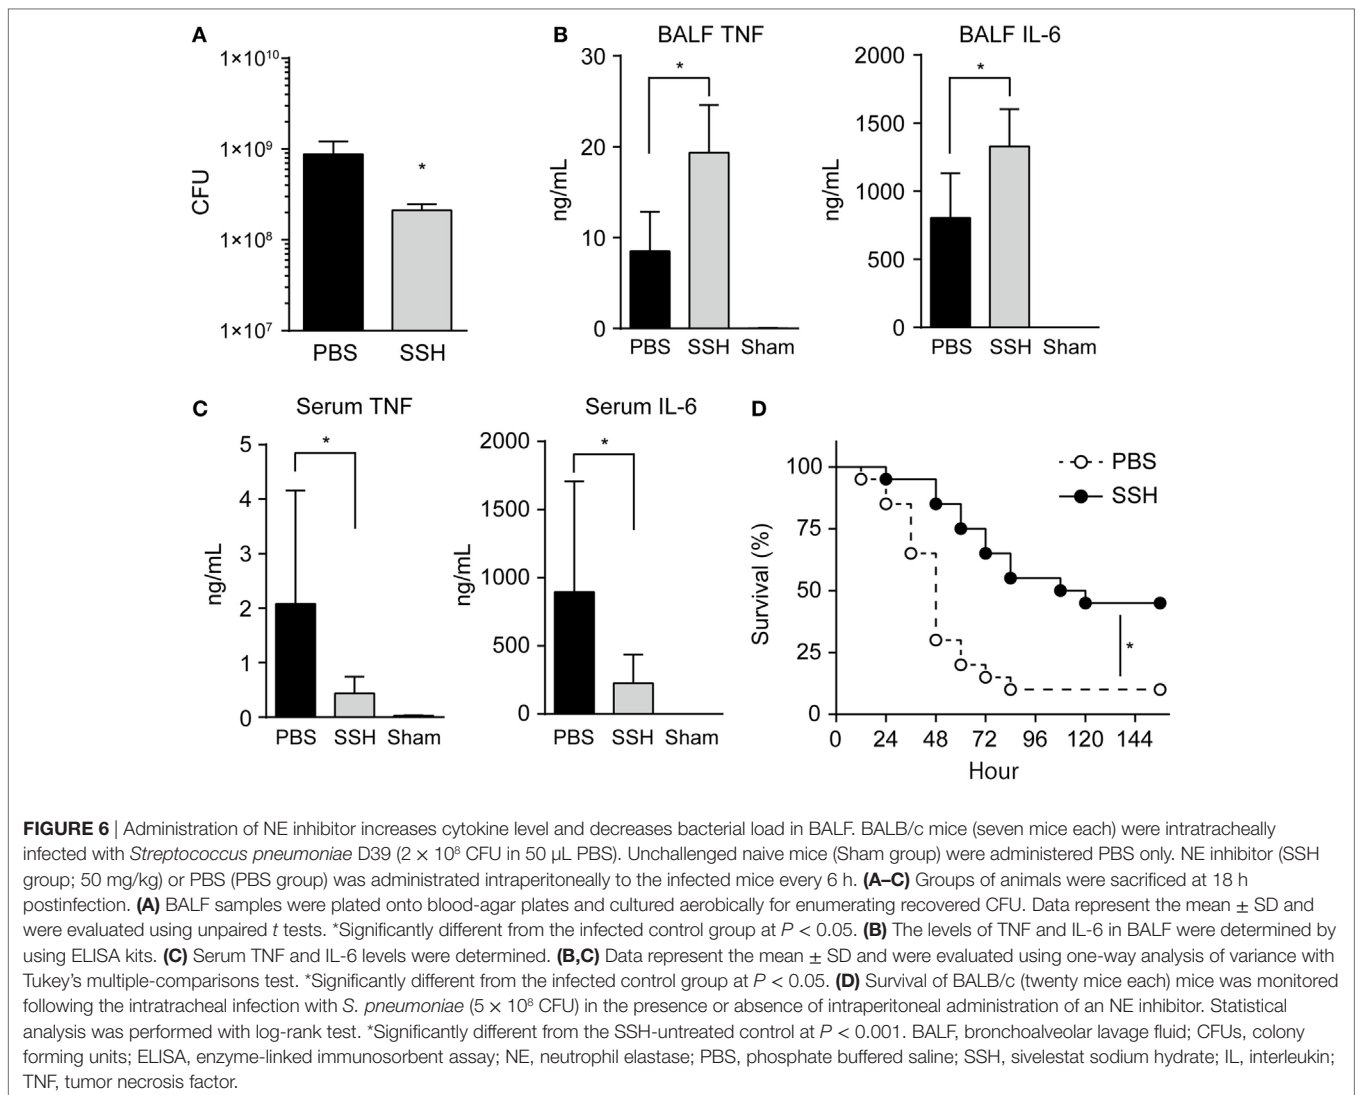 A
1×10¹⁰
1×10⁹
1×10⁸
1×10⁷
CFU
*
PBS SSH
B
BALF TNF
30
20
10
0
ng/mL
*
PBS SSH Sham
BALF IL-6
2000
1500
1000
500
0
ng/mL
*
PBS SSH Sham
C
Serum TNF
5
4
3
2
1
0
ng/mL
*
PBS SSH Sham
Serum IL-6
2000
1500
1000
500
0
ng/mL
*
PBS SSH Sham
D
100
75
50
25
0
Survival (%)
PBS
SSH
*
0 24 48 72 96 120 144
Hour
FIGURE 6 | Administration of NE inhibitor increases cytokine level and decreases bacterial load in BALF. BALB/c mice (seven mice each) were intratracheally
infected with Streptococcus pneumoniae D39 (2 × 10⁸ CFU in 50 µL PBS). Unchallenged naive mice (Sham group) were administered PBS only. NE inhibitor (SSH
group; 50 mg/kg) or PBS (PBS group) was administrated intraperitoneally to the infected mice every 6 h. (A–C) Groups of animals were sacrificed at 18 h
postinfection. (A) BALF samples were plated onto blood-agar plates and cultured aerobically for enumerating recovered CFU. Data represent the mean ± SD and
were evaluated using unpaired t tests. *Significantly different from the infected control group at P < 0.05. (B) The levels of TNF and IL-6 in BALF were determined by
using ELISA kits. (C) Serum TNF and IL-6 levels were determined. (B,C) Data represent the mean ± SD and were evaluated using one-way analysis of variance with
Tukey's multiple-comparisons test. *Significantly different from the infected control group at P < 0.05. (D) Survival of BALB/c (twenty mice each) mice was monitored
following the intratracheal infection with S. pneumoniae (5 × 10⁸ CFU) in the presence or absence of intraperitoneal administration of an NE inhibitor. Statistical
analysis was performed with log-rank test. *Significantly different from the SSH-untreated control at P < 0.001. BALF, bronchoalveolar lavage fluid; CFUs, colony
forming units; ELISA, enzyme-linked immunosorbent assay; NE, neutrophil elastase; PBS, phosphate buffered saline; SSH, sivelestat sodium hydrate; IL, interleukin;
TNF, tumor necrosis factor.